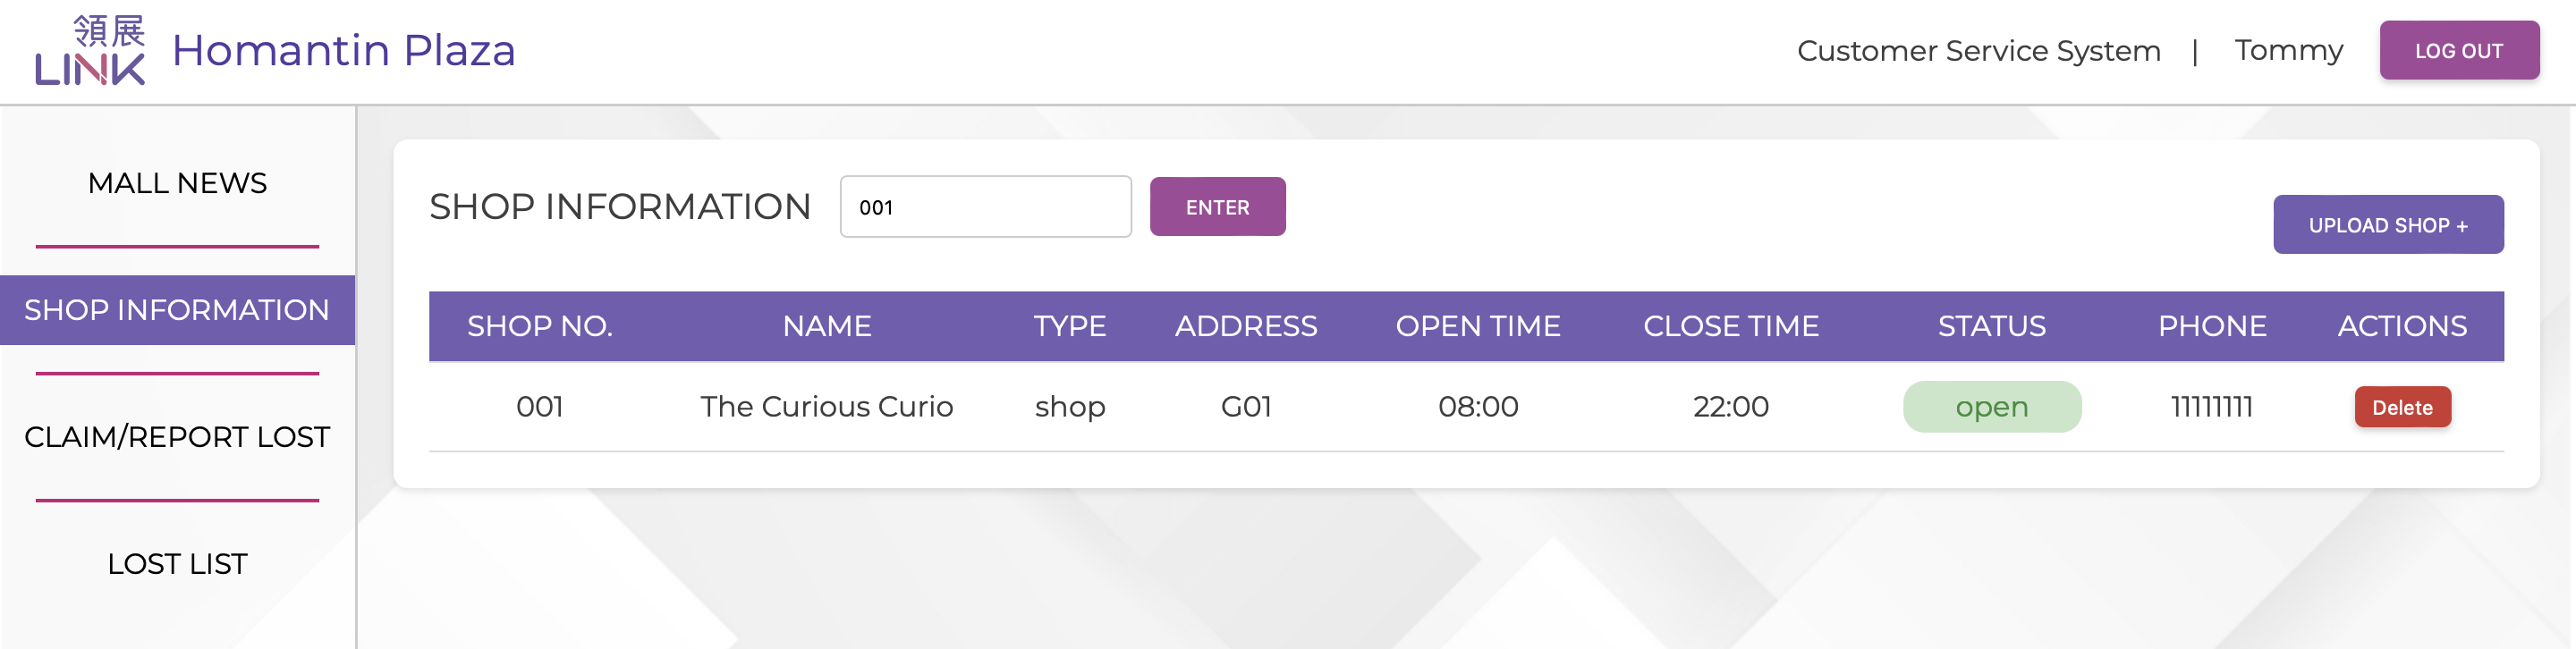 領展
LINK
Homantin Plaza
Customer Service System | Tommy LOG OUT
MALL NEWS
SHOP INFORMATION
CLAIM/REPORT LOST
LOST LIST
SHOP INFORMATION 001 ENTER
UPLOAD SHOP +
SHOP NO. NAME TYPE ADDRESS OPEN TIME CLOSE TIME STATUS PHONE ACTIONS
001 The Curious Curio shop G01 08:00 22:00 open 11111111 Delete